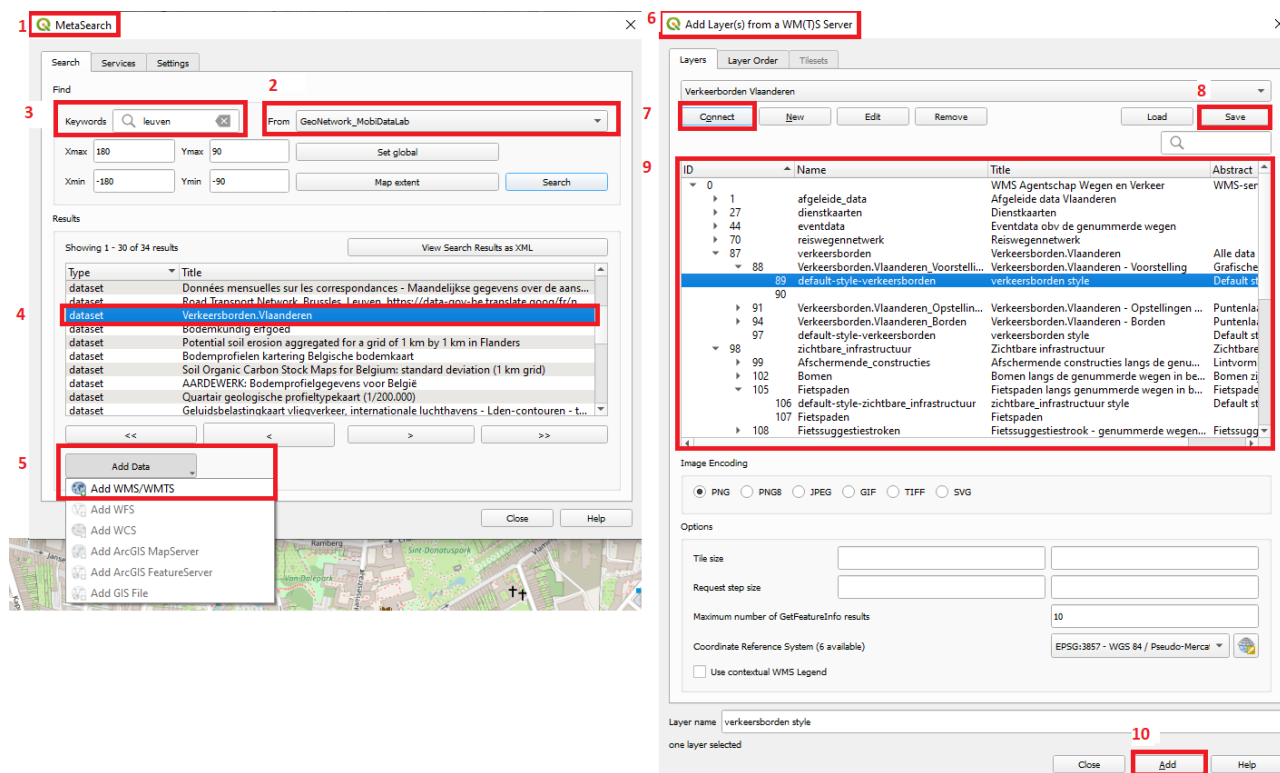 1 MetaSearch
Search Services Settings
Find
2
3 Keywords leuven From GeoNetwork_MobiDataLab
Xmax 180 Ymax 90 Set global
Xmin -180 Ymin -90 Map extent Search
Results
Showing 1 - 30 of 34 results View Search Results as XML
Type Title
dataset Données mensuelles sur les correspondances - Maandelijkse gegevens over de aans...
dataset Road Transport Network, Brussles, Leuven, https://data-gov-be.translate.goog/fr/n...
4 dataset Verkeersborden.Vlaanderen
dataset Bodemkundig erfgoed
dataset Potential soil erosion aggregated for a grid of 1 km by 1 km in Flanders
dataset Bodemprofielen kartering Belgische bodemkaart
dataset Soil Organic Carbon Stock Maps for Belgium: standard deviation (1 km grid)
dataset AARDEWERK: Bodemprofielgegevens voor België
dataset Quartair geologische profieltypekaart (1/200.000)
dataset Geluidsbelastingkaart vliegverkeer, internationale luchthavens - Lden-contouren - t...
<< < > >>
5 Add Data
Add WMS/WMTS
Add WFS
Add WCS
Add ArcGIS MapServer
Add ArcGIS FeatureServer
Add GIS File
Close Help
Ramberg
Sint-Donatuspark
Van-Dalepark
6 Add Layer(s) from a WM(T)S Server
Layers Layer Order Tilesets
Verkeerborden Vlaanderen
8
7 Connect New Edit Remove Load Save
9 ID Name Title Abstract
0 WMS Agentschap Wegen en Verkeer WMS-ser
1 afgeleide_data Afgeleide data Vlaanderen
27 dienstkaarten Dienstkaarten
44 eventdata Eventdata obv de genummerde wegen
70 reiswegennetwerk Reiswegennetwerk
87 verkeersborden Verkeersborden.Vlaanderen Alle data
88 Verkeersborden.Vlaanderen_Voorstelli... Verkeersborden.Vlaanderen - Voorstelling Grafische
89 default-style-verkeersborden verkeersborden style Default st
90
91 Verkeersborden.Vlaanderen_Opstellin... Verkeersborden.Vlaanderen - Opstellingen ... Puntenlaa
94 Verkeersborden.Vlaanderen_Borden Verkeersborden.Vlaanderen - Borden Puntenlaa
97 default-style-verkeersborden verkeersborden style Default st
98 zichtbare_infrastructuur Zichtbare infrastructuur Zichtbare
99 Afschermende_constructies Afschermende constructies langs de genu... Lintvorm
102 Bomen Bomen langs de genummerde wegen in be... Bomen zi
105 Fietspaden Fietspaden langs genummerde wegen in b... Fietspade
106 default-style-zichtbare_infrastructuur zichtbare_infrastructuur style Default st
107 Fietspaden Fietspaden
108 Fietssuggestiestroken Fietssuggestiestrook - genummerde wegen... Fietssugg
Image Encoding
PNG PNG8 JPEG GIF TIFF SVG
Options
Tile size
Request step size
Maximum number of GetFeatureInfo results 10
Coordinate Reference System (6 available) EPSG:3857 - WGS 84 / Pseudo-Mercat
Use contextual WMS Legend
Layer name verkeersborden style
one layer selected
10
Close Add Help